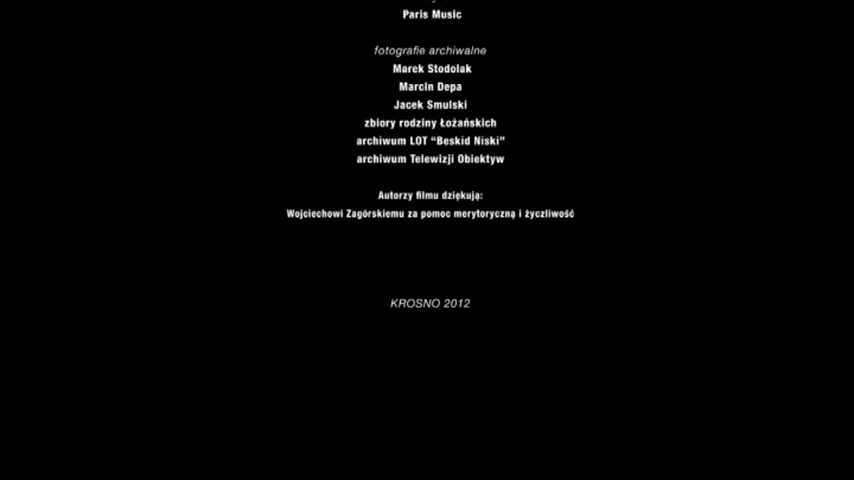 Paris Music
fotografie archiwalne
Marek Stodolak
Marcin Depa
Jacek Smulski
zbiory rodziny Łożańskich
archiwum LOT “Beskid Niski”
archiwum Telewizji Obiektyw
Autorzy filmu dziękują:
Wojciechowi Zagórskiemu za pomoc merytoryczną i życzliwość
KROSNO 2012